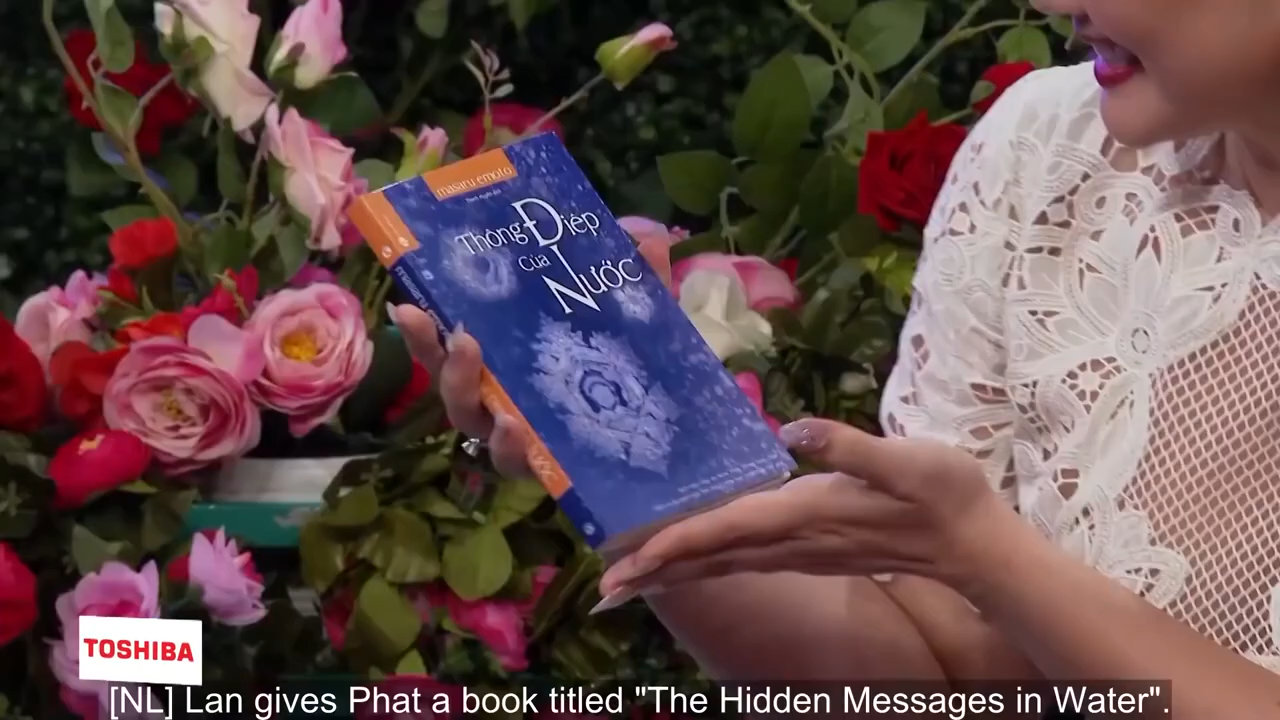 masaru emoto
Thông Điệp
Của
Nước
TOSHIBA
[NL] Lan gives Phat a book titled "The Hidden Messages in Water".